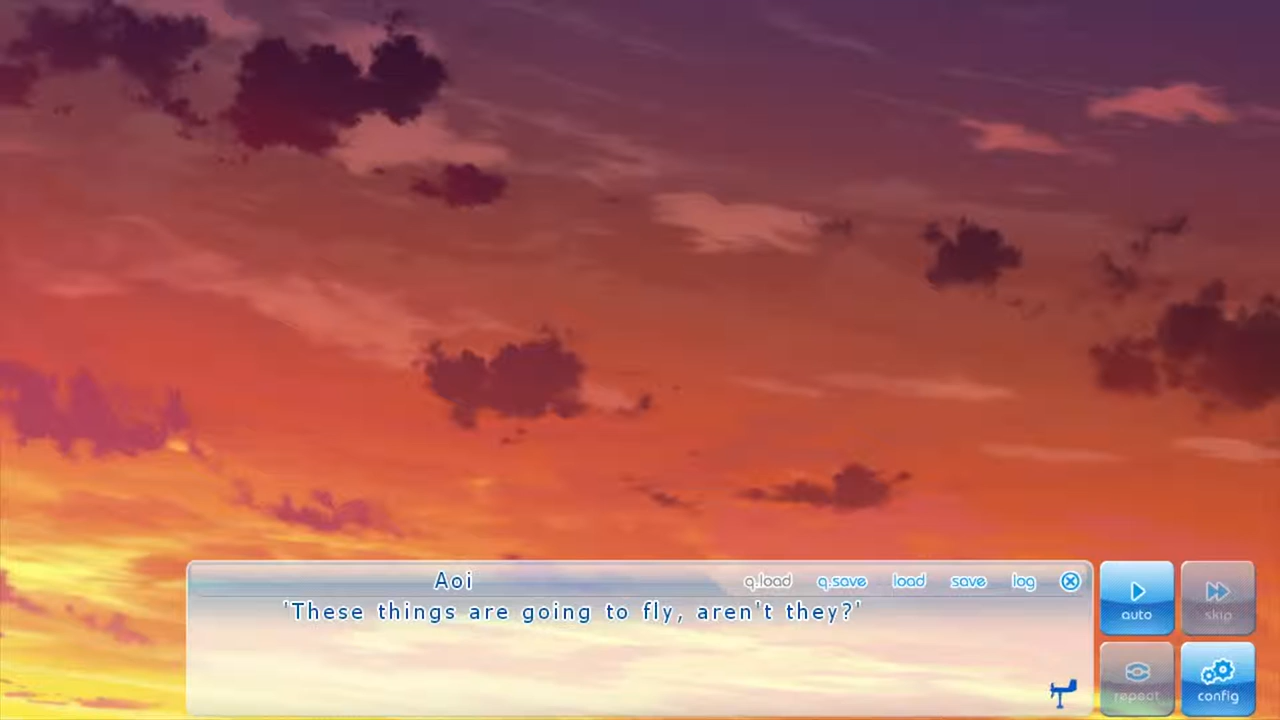 Aoi
q.load q.save load save log
'These things are going to fly, aren't they?'
auto
skip
repeat
config